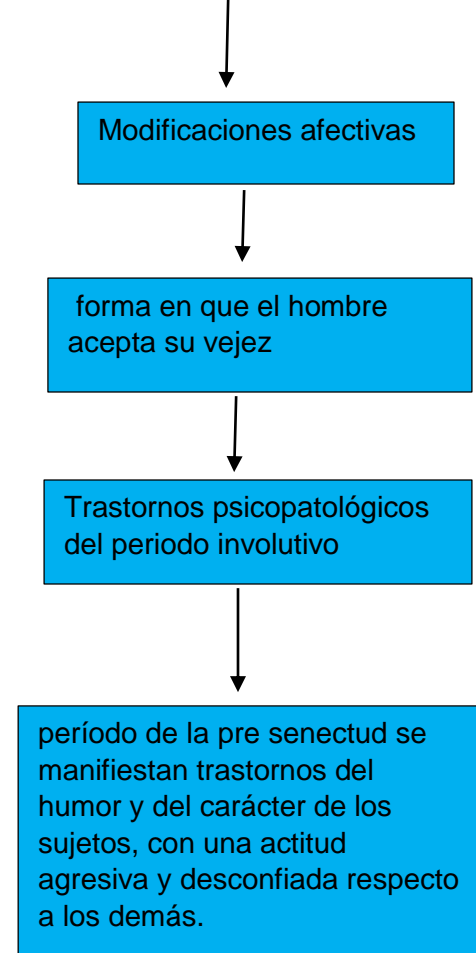 Modificaciones afectivas
forma en que el hombre
acepta su vejez
Trastornos psicopatológicos
del periodo involutivo
período de la pre senectud se
manifiestan trastornos del
humor y del carácter de los
sujetos, con una actitud
agresiva y desconfiada respecto
a los demás.